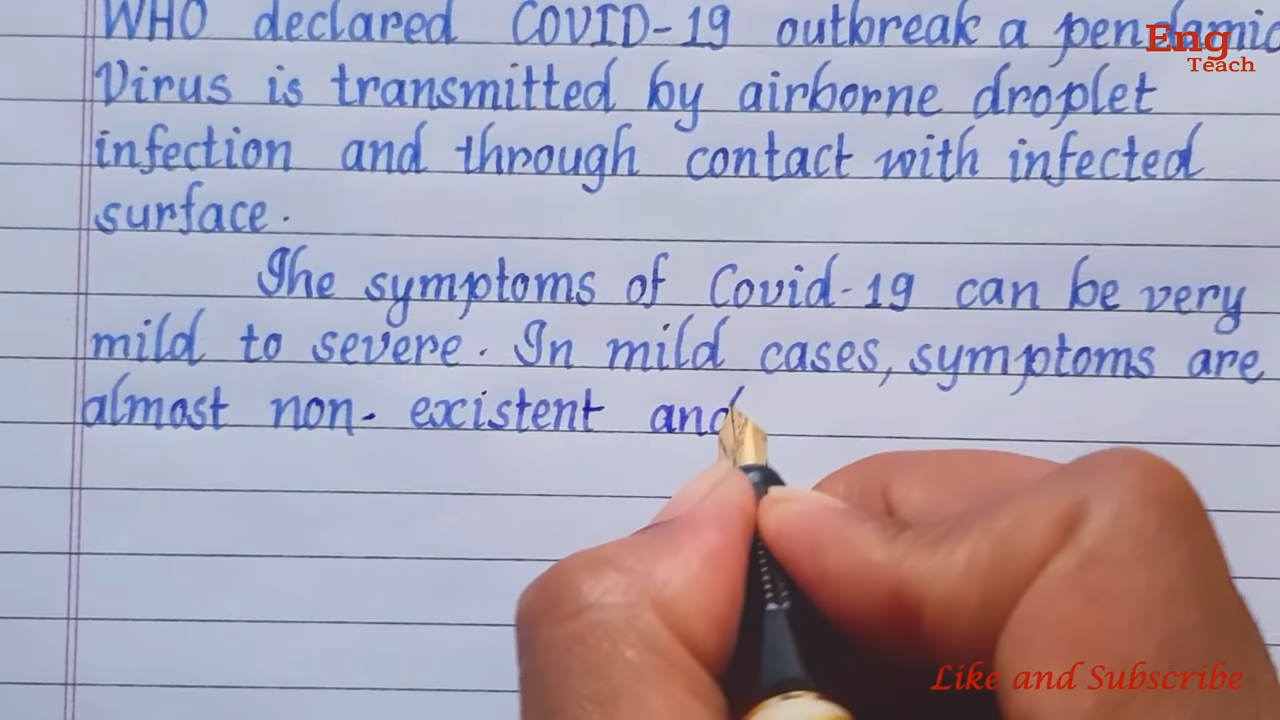 WHO declared COVID-19 outbreak a pendamic
Eng
Teach
Virus is transmitted by airborne droplet
infection and through contact with infected
surface.
The symptoms of Covid-19 can be very
mild to severe. In mild cases, symptoms are
almost non- existent and
Like and Subscribe